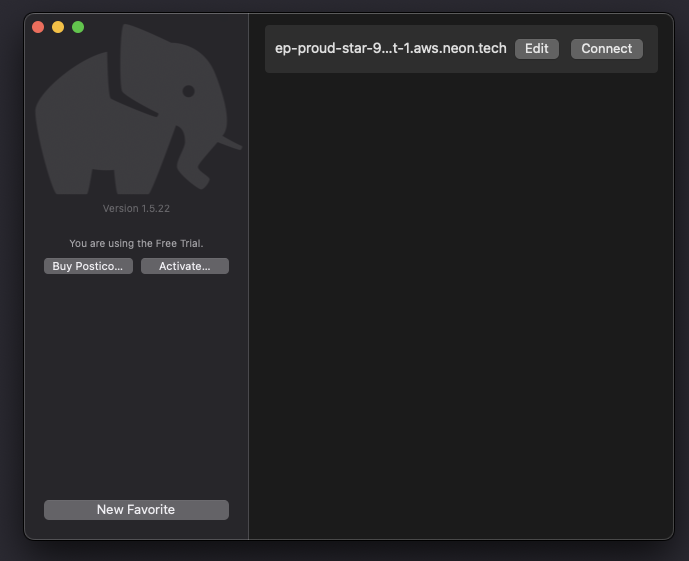 ep-proud-star-9...t-1.aws.neon.tech Edit Connect
Version 1.5.22
You are using the Free Trial.
Buy Postico... Activate...
New Favorite